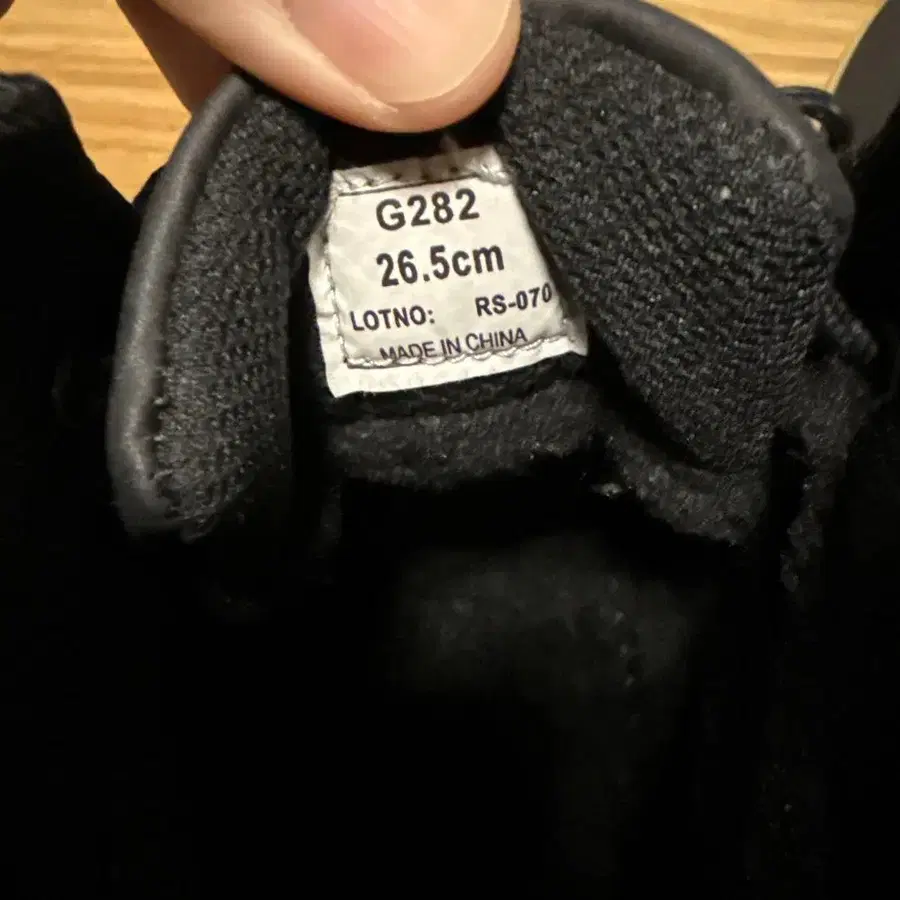 G282
26.5cm
LOTNO: RS-070
MADE IN CHINA